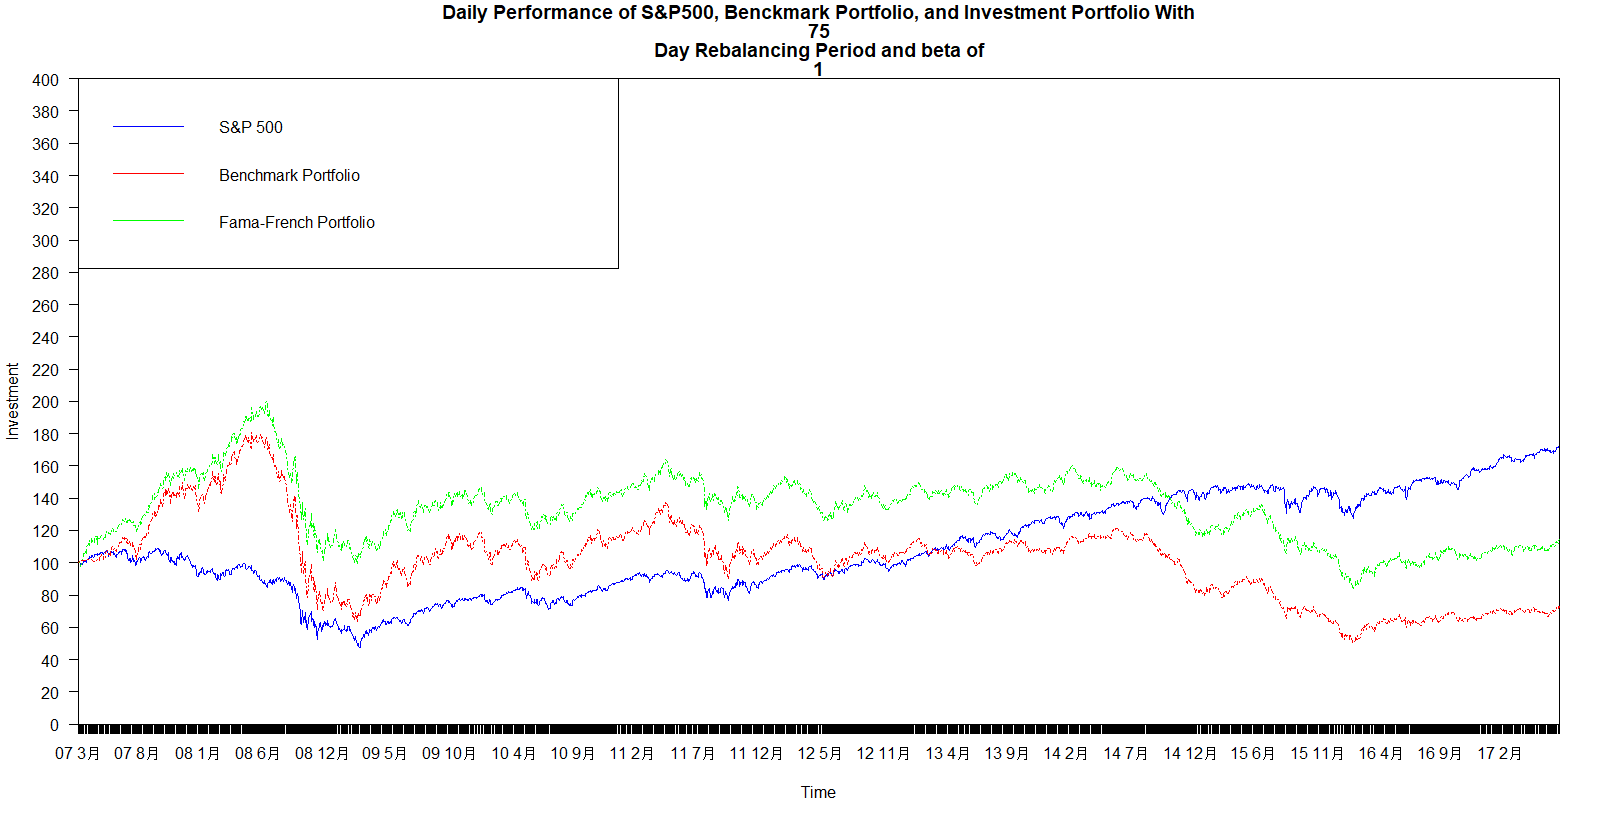 Daily Performance of S&P500, Benckmark Portfolio, and Investment Portfolio With
75
Day Rebalancing Period and beta of
1
400
380
360
340
320
300
280
260
240
220
200
180
160
140
120
100
80
60
40
20
0
Investment
S&P 500
Benchmark Portfolio
Fama-French Portfolio
07 3月 07 8月 08 1月 08 6月 08 12月 09 5月 09 10月 10 4月 10 9月 11 2月 11 7月 11 12月 12 5月 12 11月 13 4月 13 9月 14 2月 14 7月 14 12月 15 6月 15 11月 16 4月 16 9月 17 2月
Time